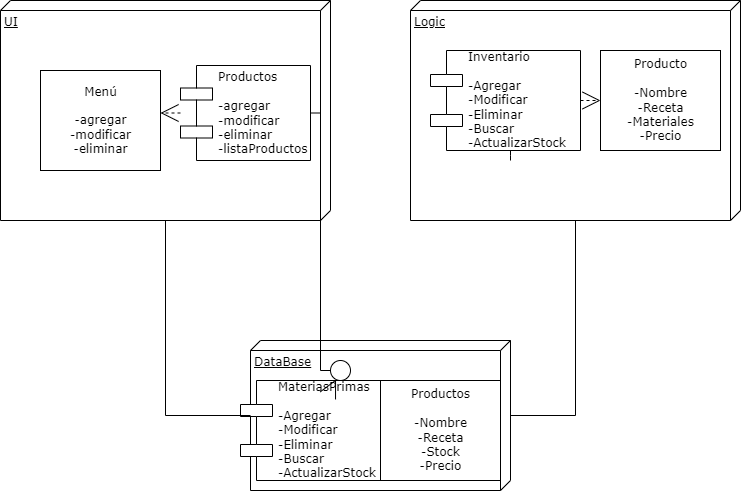 UI
Menú
-agregar
-modificar
-eliminar
Productos
-agregar
-modificar
-eliminar
-listaProductos
Logic
Inventario
-Agregar
-Modificar
-Eliminar
-Buscar
-ActualizarStock
Producto
-Nombre
-Receta
-Materiales
-Precio
DataBase
MateriasPrimas
-Agregar
-Modificar
-Eliminar
-Buscar
-ActualizarStock
Productos
-Nombre
-Receta
-Stock
-Precio